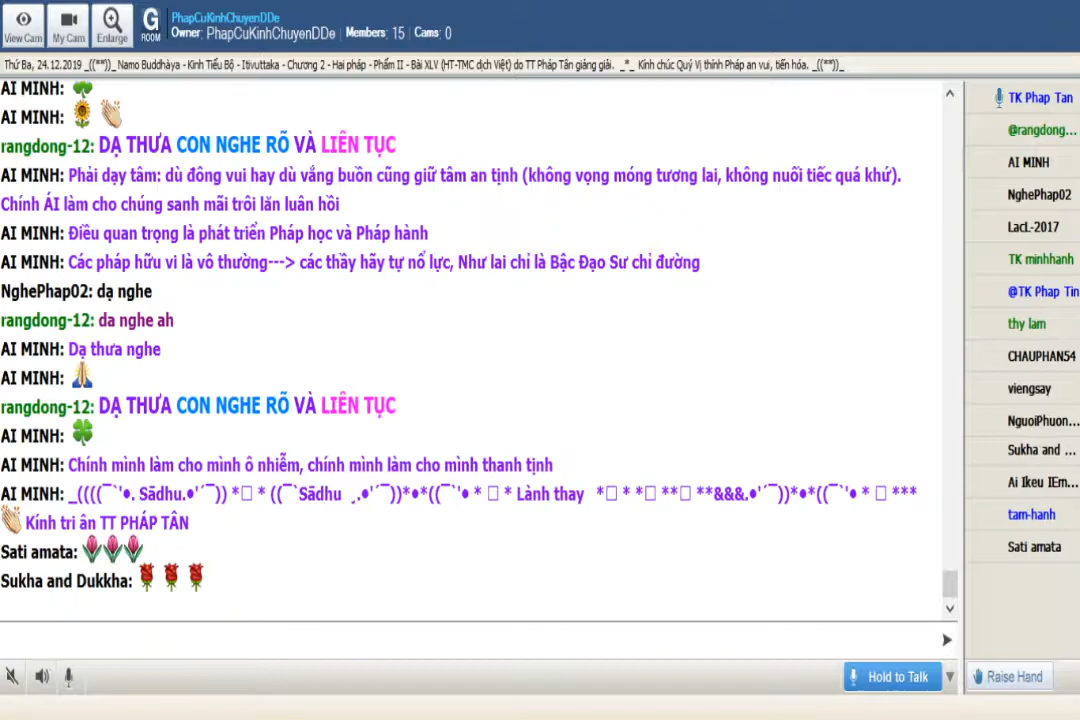 View Cam
My Cam
Enlarge
G
ROOM
PhapCuKinhChuyenDDe
Owner: PhapCuKinhChuyenDDe | Members: 15 | Cams: 0
Thứ Ba, 24.12.2019 _((**))_ Namo Buddhàya - Kinh Tiểu Bộ - Itivuttaka - Chương 2 - Hai pháp - Phẩm II - Bài XLV (HT-TMC dịch Việt) do TT Pháp Tân giảng giải. _*_ Kính chúc Quý Vị thính Pháp an vui, tiến hóa. _((**))_
AI MINH:
AI MINH:
rangdong-12: DẠ THƯA CON NGHE RÕ VÀ LIÊN TỤC
AI MINH: Phải dạy tâm: dù đông vui hay dù vắng buồn cũng giữ tâm an tịnh (không vọng móng tương lai, không nuối tiếc quá khứ).
Chính ÁI làm cho chúng sanh mãi trôi lăn luân hồi
AI MINH: Điều quan trọng là phát triển Pháp học và Pháp hành
AI MINH: Các pháp hữu vi là vô thường---> các thầy hãy tự nổ lực, Như lai chỉ là Bậc Đạo Sư chỉ đường
NghePhap02: dạ nghe
rangdong-12: da nghe ah
AI MINH: Dạ thưa nghe
AI MINH:
rangdong-12: DẠ THƯA CON NGHE RÕ VÀ LIÊN TỤC
AI MINH:
AI MINH: Chính mình làm cho mình ô nhiễm, chính mình làm cho mình thanh tịnh
AI MINH: _((((¯`'•. Sādhu.•'´¯)) *□ * ((¯`Sādhu ¸.•'´¯))*•*((¯`'• * □ * Lành thay *□ * *□ **□ **&&&.•'´¯))*•*((¯`'• * □ ***
Kính tri ân TT PHÁP TÂN
Sati amata:
Sukha and Dukkha:
Hold to Talk
TK Phap Tan
@rangdong...
AI MINH
NghePhap02
LacL-2017
TK minhhanh
@TK Phap Tin
thy lam
CHAUPHAN54
viengsay
NguoiPhuon...
Sukha and ...
Ai Ikeu IEm...
tam-hanh
Sati amata
Raise Hand